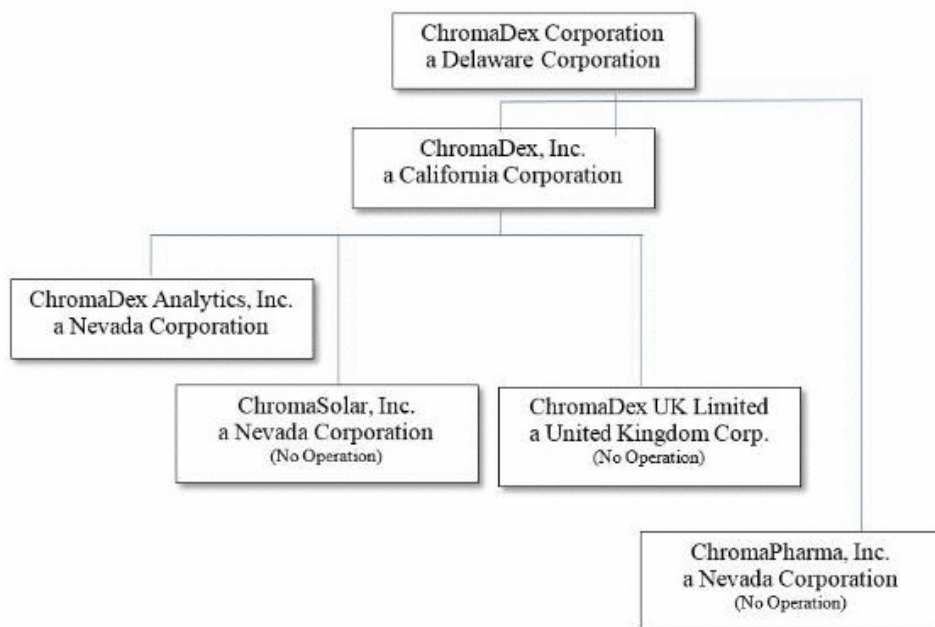 ChromaDex Corporation
a Delaware Corporation
ChromaDex, Inc.
a California Corporation
ChromaDex Analytics, Inc.
a Nevada Corporation
ChromaSolar, Inc.
a Nevada Corporation
(No Operation)
ChromaDex UK Limited
a United Kingdom Corp.
(No Operation)
ChromaPharma, Inc.
a Nevada Corporation
(No Operation)